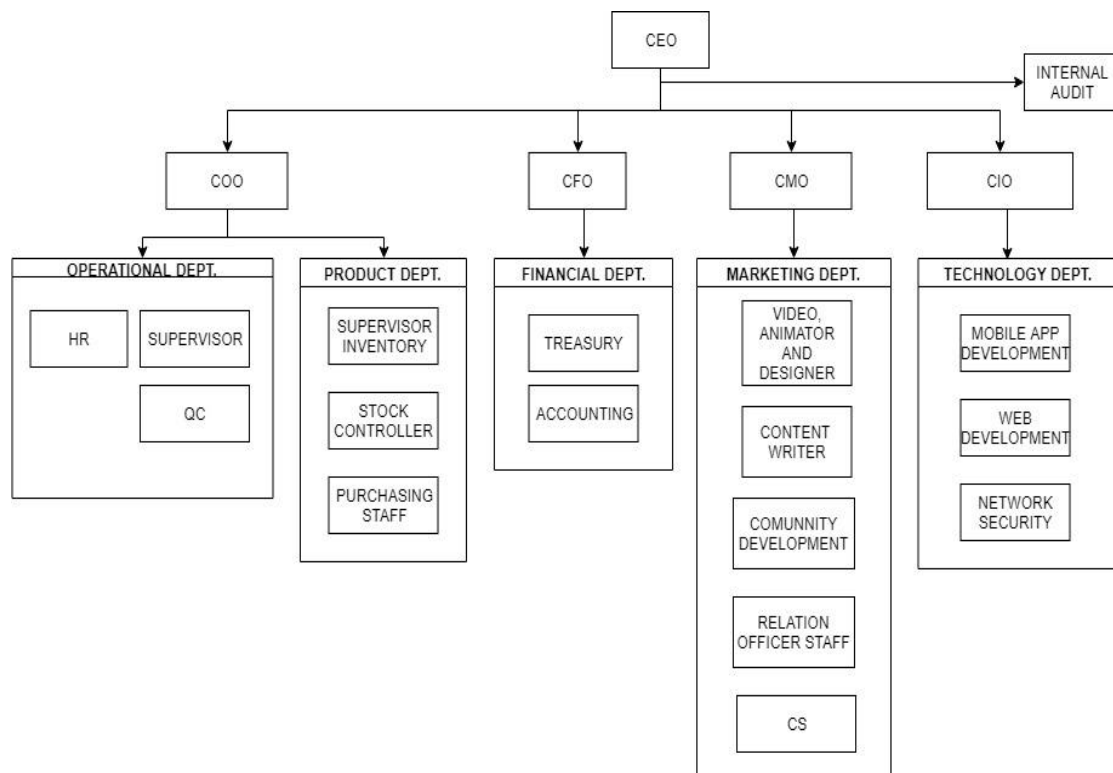 CEO
INTERNAL
AUDIT
COO
CFO
CMO
CIO
OPERATIONAL DEPT.
HR
SUPERVISOR
QC
PRODUCT DEPT.
SUPERVISOR
INVENTORY
STOCK
CONTROLLER
PURCHASING
STAFF
FINANCIAL DEPT.
TREASURY
ACCOUNTING
MARKETING DEPT.
VIDEO,
ANIMATOR
AND
DESIGNER
CONTENT
WRITER
COMUNNITY
DEVELOPMENT
RELATION
OFFICER STAFF
CS
TECHNOLOGY DEPT.
MOBILE APP
DEVELOPMENT
WEB
DEVELOPMENT
NETWORK
SECURITY